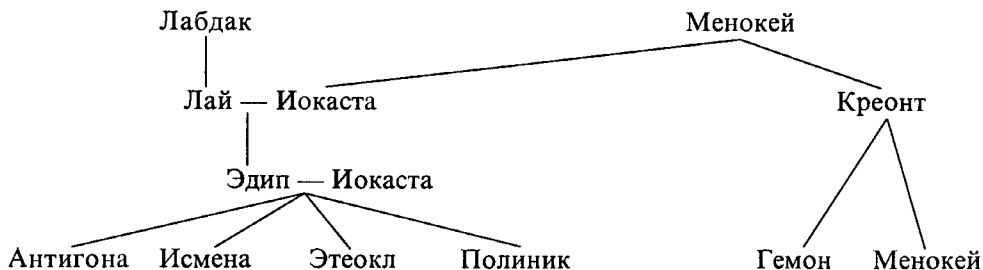 Лабдак Менокей
Лай — Иокаста Креонт
Эдип — Иокаста
Антигона Исмена Этеокл Полиник Гемон Менокей